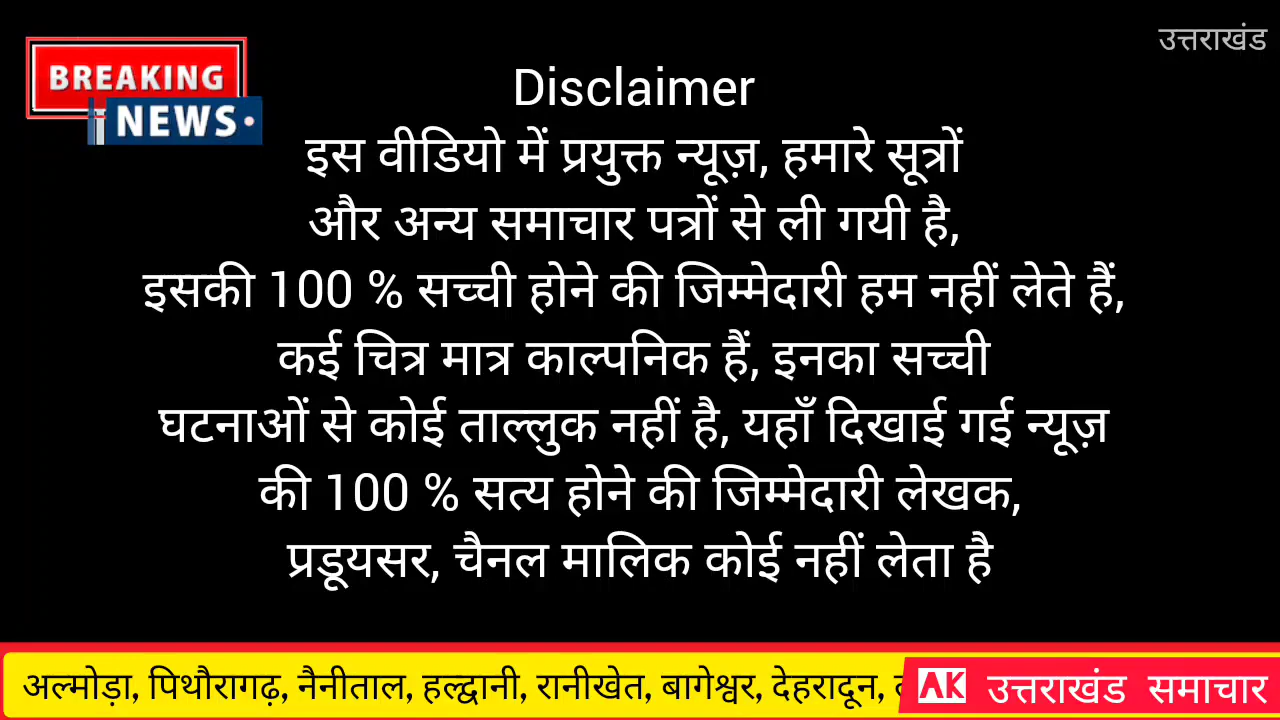 उत्तराखंड
BREAKING
NEWS
Disclaimer
इस वीडियो में प्रयुक्त न्यूज़, हमारे सूत्रों
और अन्य समाचार पत्रों से ली गयी है,
इसकी 100 % सच्ची होने की जिम्मेदारी हम नहीं लेते हैं,
कई चित्र मात्र काल्पनिक हैं, इनका सच्ची
घटनाओं से कोई ताल्लुक नहीं है, यहाँ दिखाई गई न्यूज़
की 100 % सत्य होने की जिम्मेदारी लेखक,
प्रडूयसर, चैनल मालिक कोई नहीं लेता है
अल्मोड़ा, पिथौरागढ़, नैनीताल, हल्द्वानी, रानीखेत, बागेश्वर, देहरादून, AK उत्तराखंड समाचार